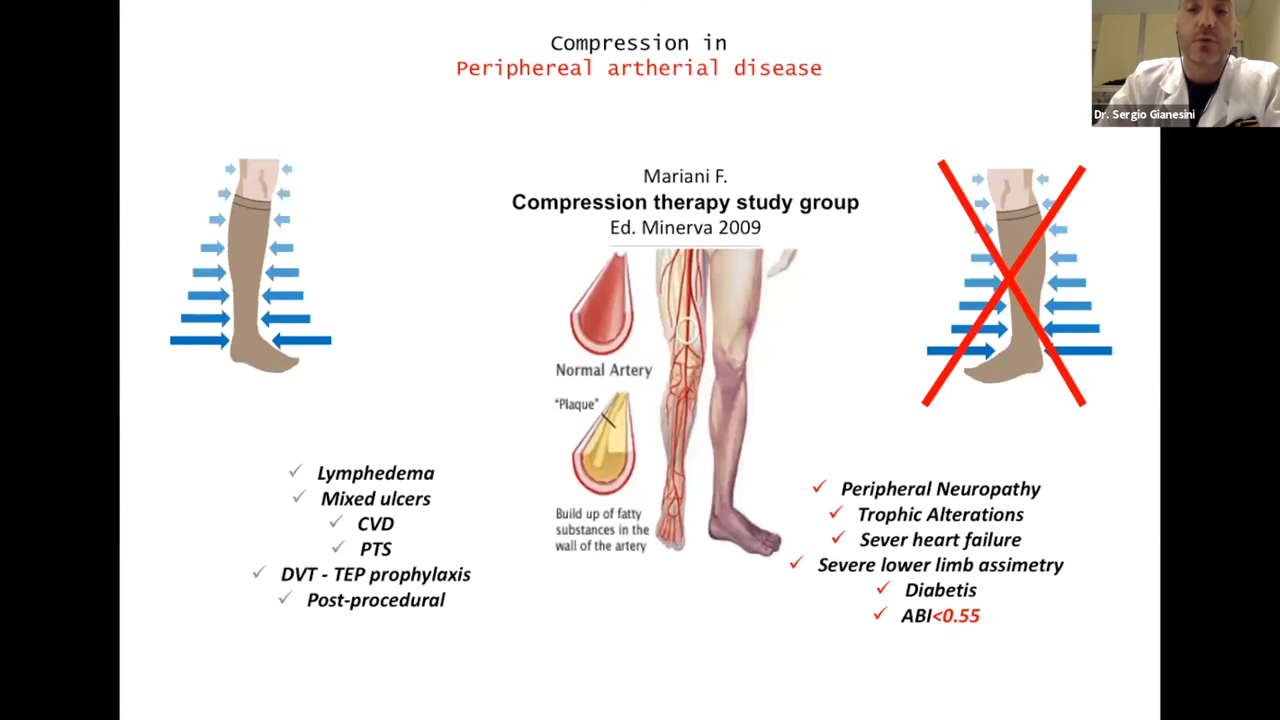 Compression in
Periphereal artherial disease
Dr. Sergio Gianesini
Mariani F.
Compression therapy study group
Ed. Minerva 2009
Normal Artery
"Plaque"
Build up of fatty
substances in the
wall of the artery
Lymphedema
Mixed ulcers
CVD
PTS
DVT - TEP prophylaxis
Post-procedural
Peripheral Neuropathy
Trophic Alterations
Sever heart failure
Severe lower limb assimetry
Diabetis
ABI<0.55